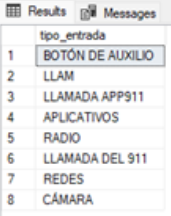 Results Messages
tipo_entrada
1 BOTÓN DE AUXILIO
2 LLAM
3 LLAMADA APP911
4 APLICATIVOS
5 RADIO
6 LLAMADA DEL 911
7 REDES
8 CÁMARA